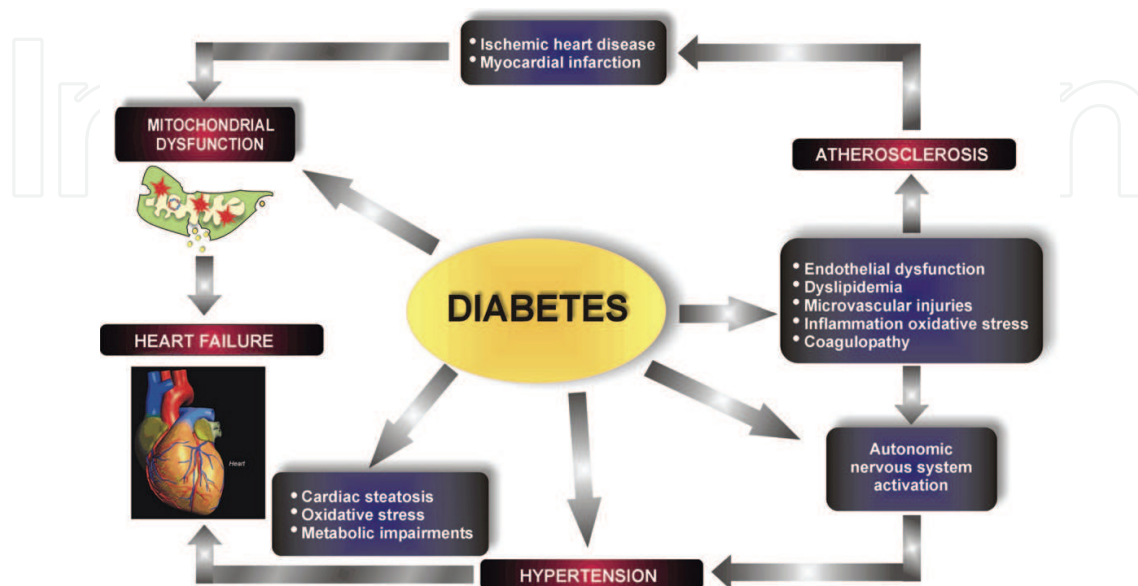 • Ischemic heart disease
• Myocardial infarction
MITOCHONDRIAL
DYSFUNCTION
ATHEROSCLEROSIS
DIABETES
• Endothelial dysfunction
• Dyslipidemia
• Microvascular injuries
• Inflammation oxidative stress
• Coagulopathy
HEART FAILURE
Heart
Autonomic
nervous system
activation
• Cardiac steatosis
• Oxidative stress
• Metabolic impairments
HYPERTENSION